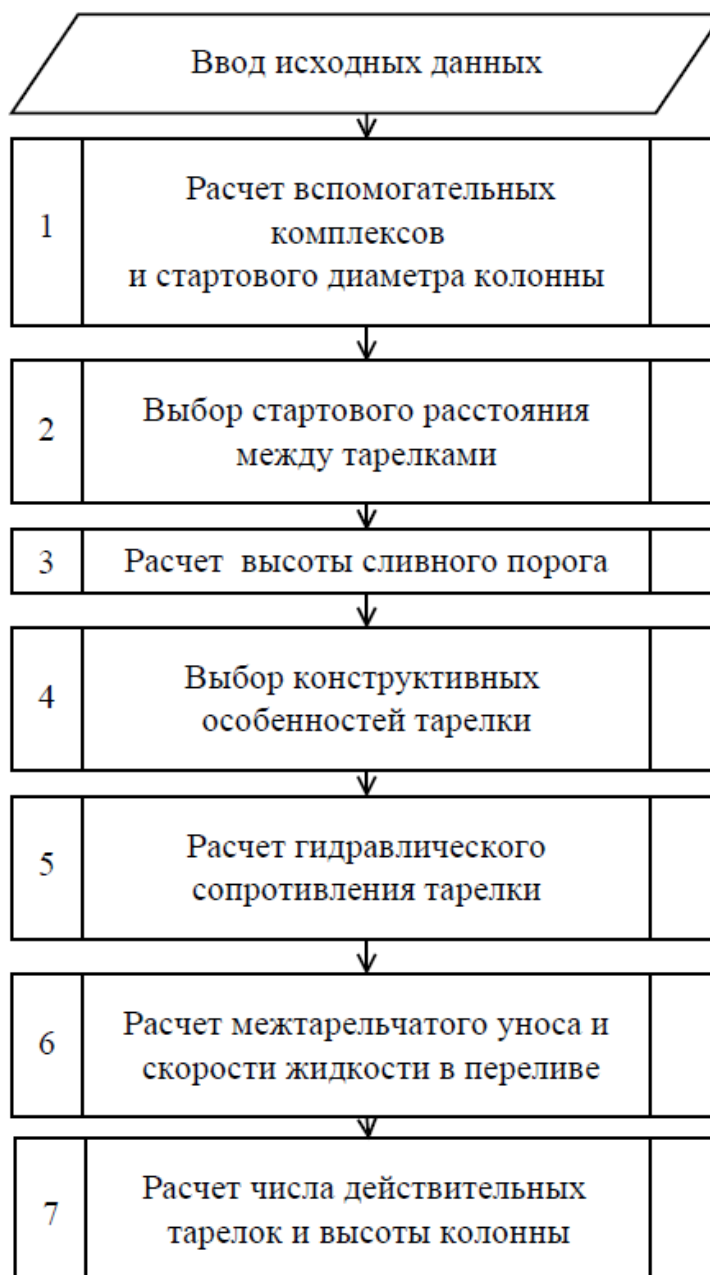 Ввод исходных данных
1
Расчет вспомогательных
комплексов
и стартового диаметра колонны
2
Выбор стартового расстояния
между тарелками
3
Расчет высоты сливного порога
4
Выбор конструктивных
особенностей тарелки
5
Расчет гидравлического
сопротивления тарелки
6
Расчет межтарельчатого уноса и
скорости жидкости в переливе
7
Расчет числа действительных
тарелок и высоты колонны